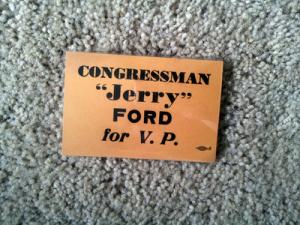 CONGRESSMAN
"Jerry"
FORD
for V. P.